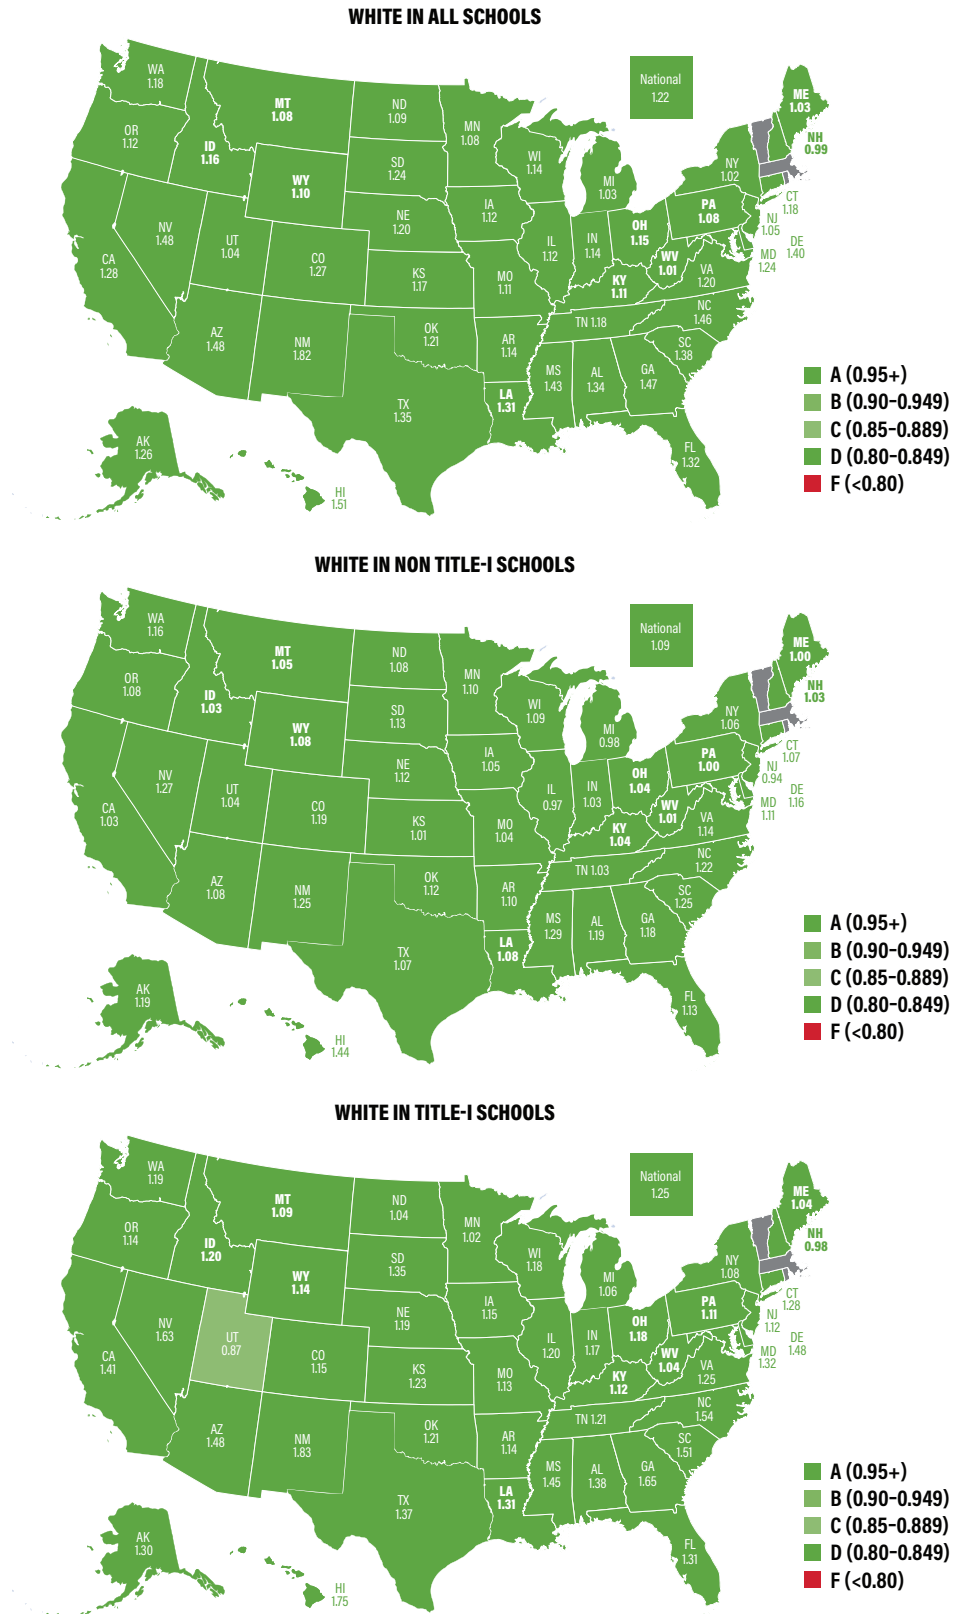 WHITE IN ALL SCHOOLS
WA
1.18
OR
1.12
CA
1.28
ID
1.16
NV
1.48
MT
1.08
WY
1.10
UT
1.04
AZ
1.48
CO
1.27
NM
1.82
ND
1.09
SD
1.24
NE
1.20
KS
1.17
OK
1.21
TX
1.35
MN
1.08
IA
1.12
MO
1.11
AR
1.14
LA
1.31
WI
1.14
IL
1.12
MI
1.03
IN
1.14
OH
1.15
KY
1.11
TN 1.18
MS
1.43
AL
1.34
GA
1.47
FL
1.32
SC
1.38
NC
1.46
VA
1.20
WV
1.01
PA
1.08
NY
1.02
ME
1.03
NH
0.99
CT
1.18
NJ
1.05
DE
1.40
MD
1.24
AK
1.26
HI
1.51
National
1.22
A (0.95+)
B (0.90-0.949)
C (0.85-0.889)
D (0.80-0.849)
F (<0.80)
WHITE IN NON TITLE-I SCHOOLS
WA
1.16
OR
1.08
CA
1.03
ID
1.03
NV
1.27
MT
1.05
WY
1.08
UT
1.04
AZ
1.08
CO
1.19
NM
1.25
ND
1.08
SD
1.13
NE
1.12
KS
1.01
OK
1.12
TX
1.07
MN
1.10
IA
1.05
MO
1.04
AR
1.10
LA
1.08
WI
1.09
IL
0.97
MI
0.98
IN
1.03
OH
1.04
KY
1.04
TN 1.03
MS
1.29
AL
1.19
GA
1.18
FL
1.13
SC
1.25
NC
1.22
VA
1.14
WV
1.01
PA
1.00
NY
1.06
ME
1.00
NH
1.03
CT
1.07
NJ
0.94
DE
1.16
MD
1.11
AK
1.19
HI
1.44
National
1.09
A (0.95+)
B (0.90-0.949)
C (0.85-0.889)
D (0.80-0.849)
F (<0.80)
WHITE IN TITLE-I SCHOOLS
WA
1.19
OR
1.14
CA
1.41
ID
1.20
NV
1.63
MT
1.09
WY
1.14
UT
0.87
AZ
1.48
CO
1.15
NM
1.83
ND
1.04
SD
1.35
NE
1.19
KS
1.23
OK
1.21
TX
1.37
MN
1.02
IA
1.15
MO
1.13
AR
1.14
LA
1.31
WI
1.18
IL
1.20
MI
1.06
IN
1.17
OH
1.18
KY
1.12
TN 1.21
MS
1.45
AL
1.38
GA
1.65
FL
1.31
SC
1.51
NC
1.54
VA
1.25
WV
1.04
PA
1.11
NY
1.08
ME
1.04
NH
0.98
CT
1.28
NJ
1.12
DE
1.48
MD
1.32
AK
1.30
HI
1.75
National
1.25
A (0.95+)
B (0.90-0.949)
C (0.85-0.889)
D (0.80-0.849)
F (<0.80)